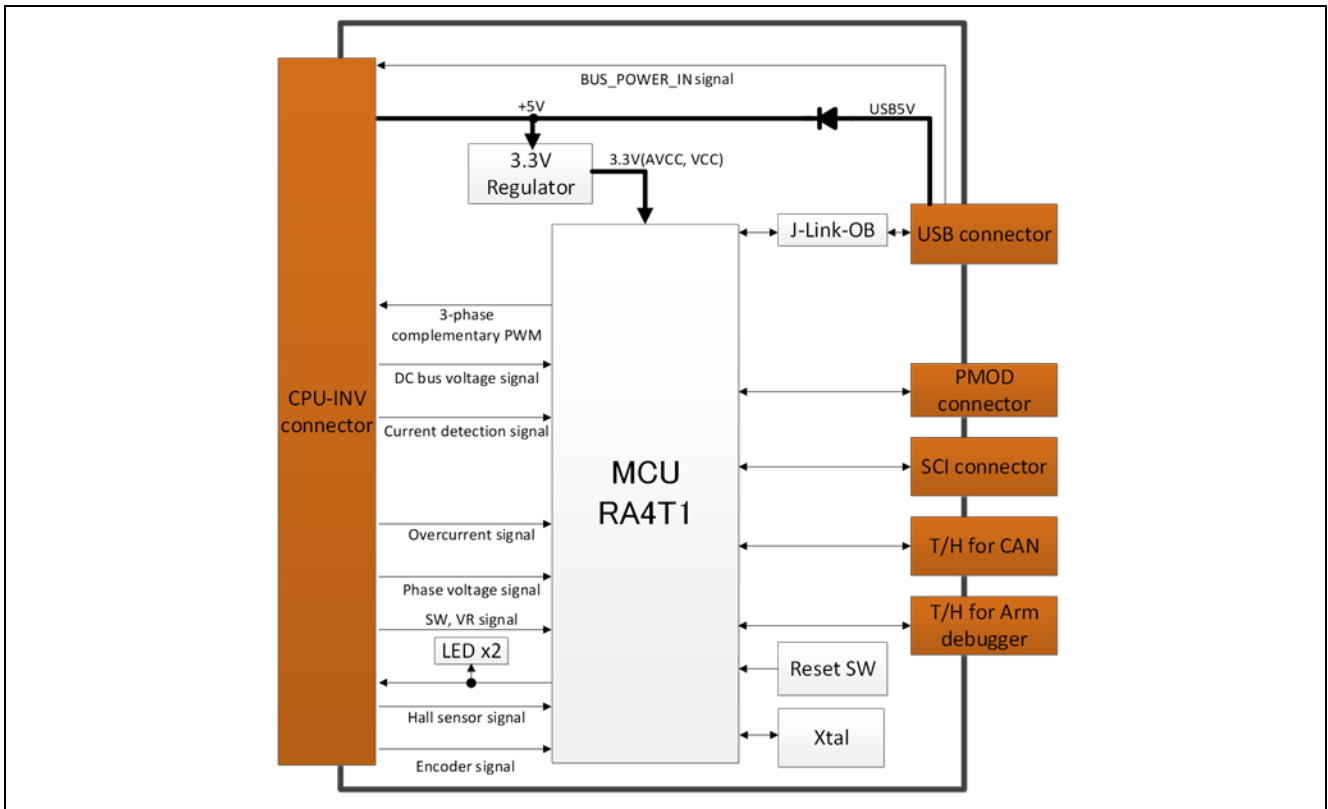 BUS_POWER_IN signal
+5V
USB5V
3.3V
Regulator
3.3V(AVCC, VCC)
J-Link-OB
USB connector
3-phase
complementary PWM
DC bus voltage signal
CPU-INV
connector
Current detection signal
MCU
RA4T1
PMOD
connector
SCI connector
Overcurrent signal
T/H for CAN
Phase voltage signal
SW, VR signal
T/H for Arm
debugger
LED x2
Reset SW
Hall sensor signal
Xtal
Encoder signal